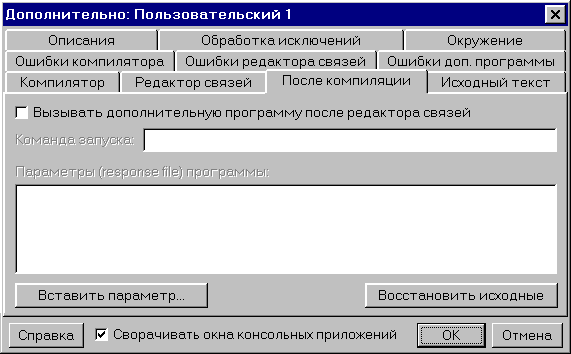 Дополнительно: Пользовательский 1
Описания Обработка исключений Окружение
Ошибки компилятора Ошибки редактора связей Ошибки доп. программы
Компилятор Редактор связей После компиляции Исходный текст
Вызывать дополнительную программу после редактора связей
Команда запуска:
Параметры (response file) программы:
Вставить параметр... Восстановить исходные
Справка Сворачивать окна консольных приложений OK Отмена